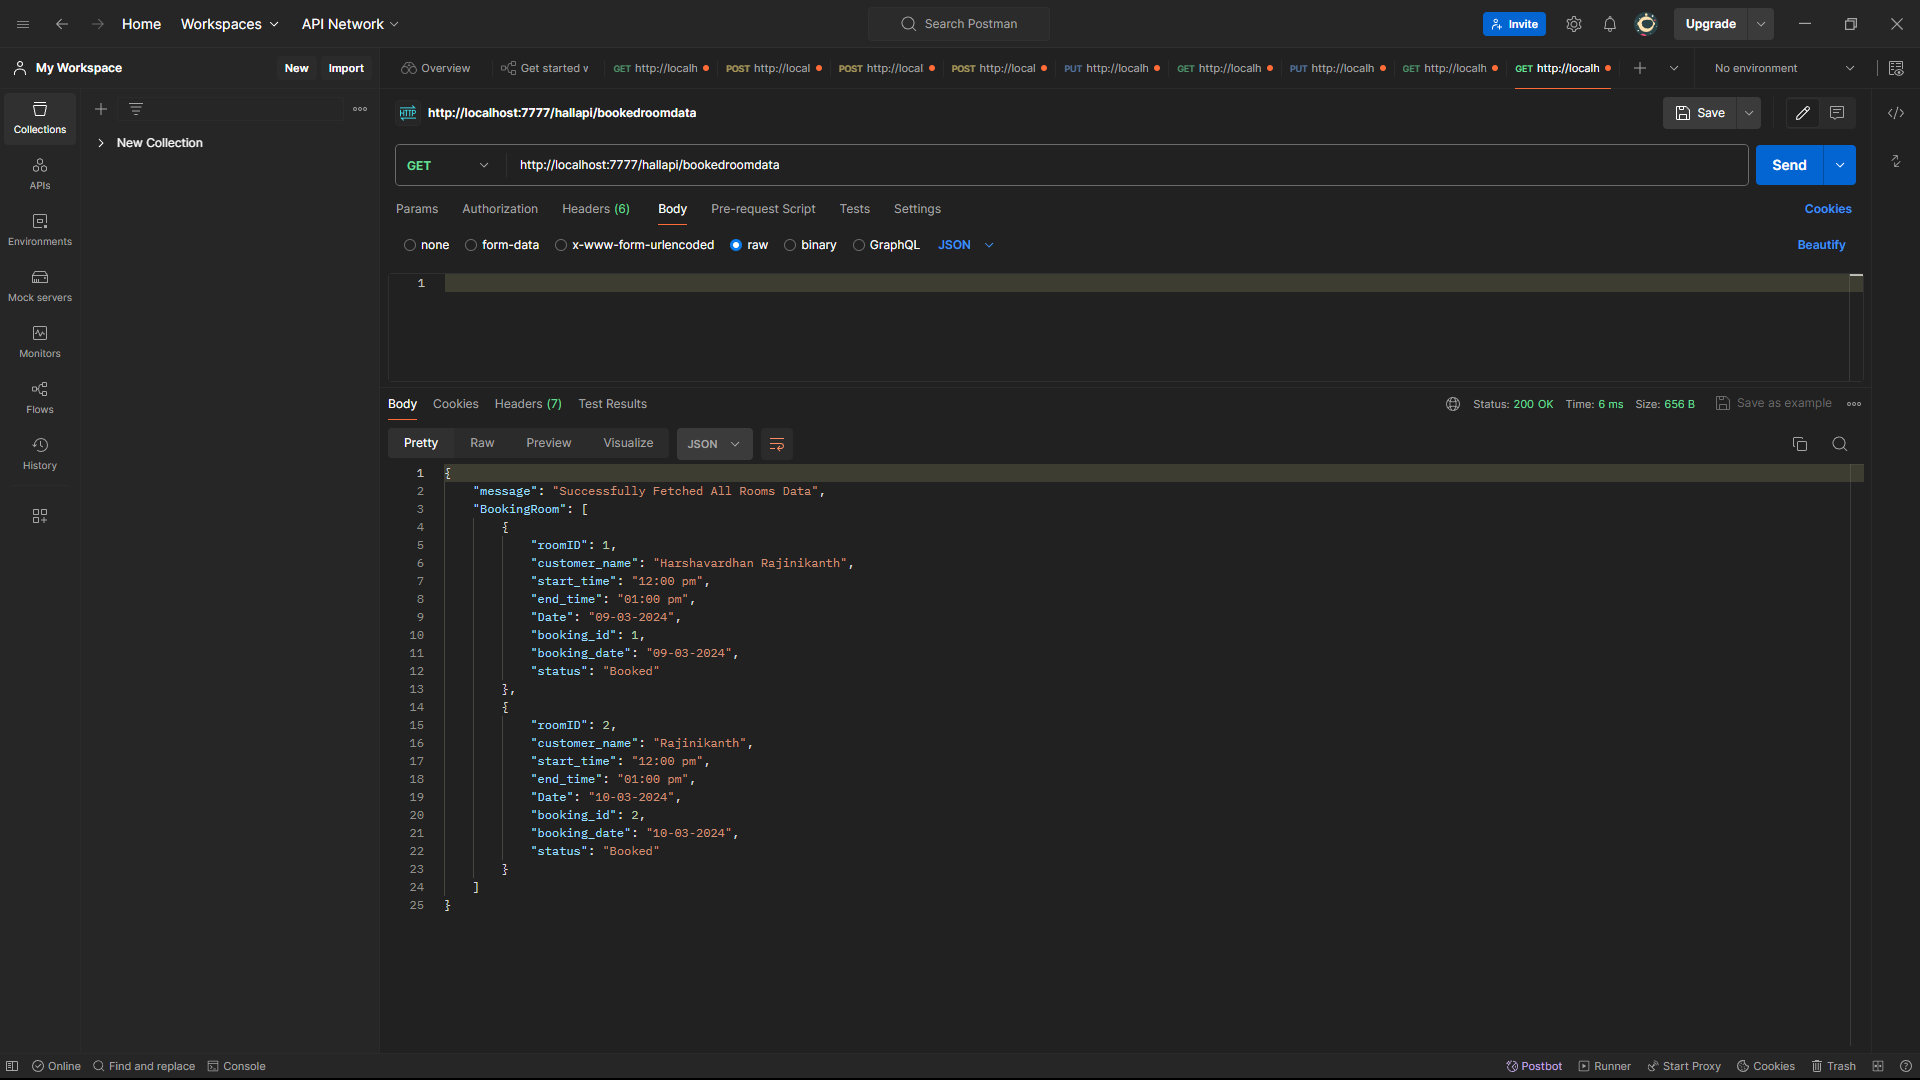 Home Workspaces API Network Search Postman Invite Upgrade
My Workspace New Import Overview Get started GET http://localh POST http://local POST http://local POST http://local PUT http://localh GET http://localh PUT http://localh GET http://localh GET http://localh No environment
Collections
New Collection
APIs
Environments
Mock servers
Monitors
Flows
History
HTTP http://localhost:7777/hallapi/bookedroomdata Save
GET http://localhost:7777/hallapi/bookedroomdata Send
Params Authorization Headers (6) Body Pre-request Script Tests Settings Cookies
none form-data x-www-form-urlencoded raw binary GraphQL JSON Beautify
1
Body Cookies Headers (7) Test Results Status: 200 OK Time: 6 ms Size: 656 B Save as example
Pretty Raw Preview Visualize JSON
1 {
2 "message": "Successfully Fetched All Rooms Data",
3 "BookingRoom": [
4 {
5 "roomID": 1,
6 "customer_name": "Harshavardhan Rajinikanth",
7 "start_time": "12:00 pm",
8 "end_time": "01:00 pm",
9 "Date": "09-03-2024",
10 "booking_id": 1,
11 "booking_date": "09-03-2024",
12 "status": "Booked"
13 },
14 {
15 "roomID": 2,
16 "customer_name": "Rajinikanth",
17 "start_time": "12:00 pm",
18 "end_time": "01:00 pm",
19 "Date": "10-03-2024",
20 "booking_id": 2,
21 "booking_date": "10-03-2024",
22 "status": "Booked"
23 }
24 ]
25 }
Online Find and replace Console Postbot Runner Start Proxy Cookies Trash